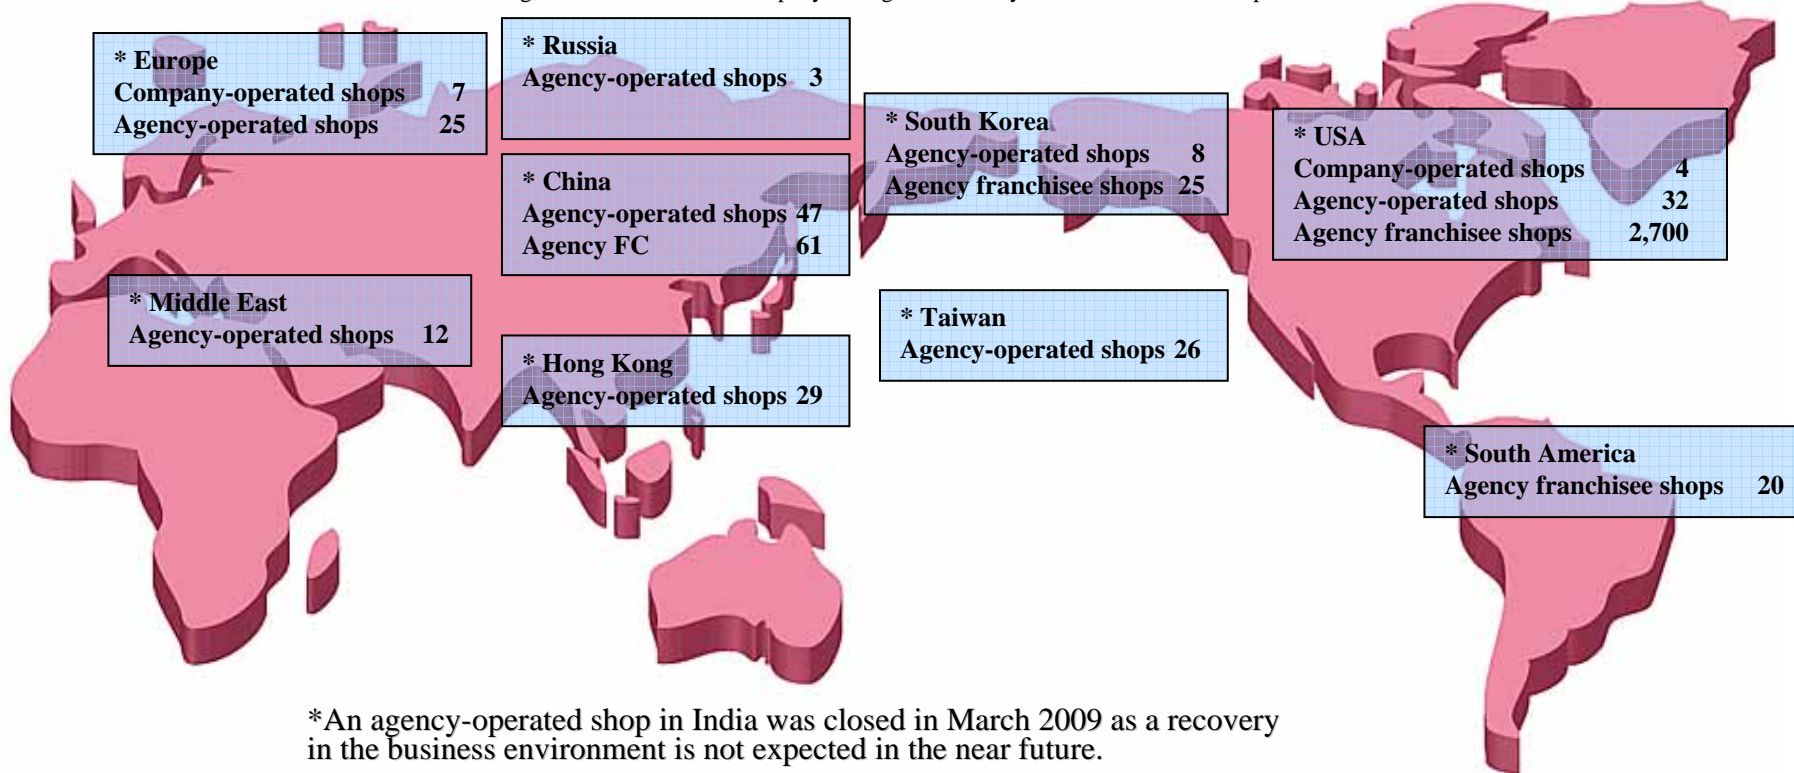 * Europe
Company-operated shops 7
Agency-operated shops 25
* Russia
Agency-operated shops 3
* China
Agency-operated shops 47
Agency FC 61
* South Korea
Agency-operated shops 8
Agency franchisee shops 25
* USA
Company-operated shops 4
Agency-operated shops 32
Agency franchisee shops 2,700
* Middle East
Agency-operated shops 12
* Hong Kong
Agency-operated shops 29
* Taiwan
Agency-operated shops 26
* South America
Agency franchisee shops 20
*An agency-operated shop in India was closed in March 2009 as a recovery
in the business environment is not expected in the near future.